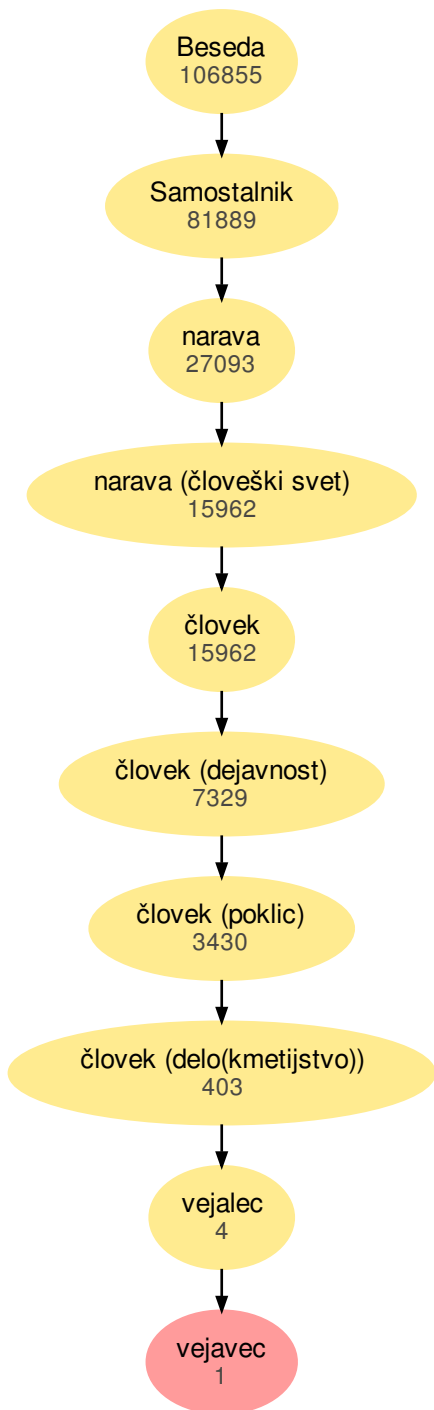 Beseda
106855
Samostalnik
81889
narava
27093
narava (človeški svet)
15962
človek
15962
človek (dejavnost)
7329
človek (poklic)
3430
človek (delo(kmetijstvo))
403
vejalec
4
vejavec
1